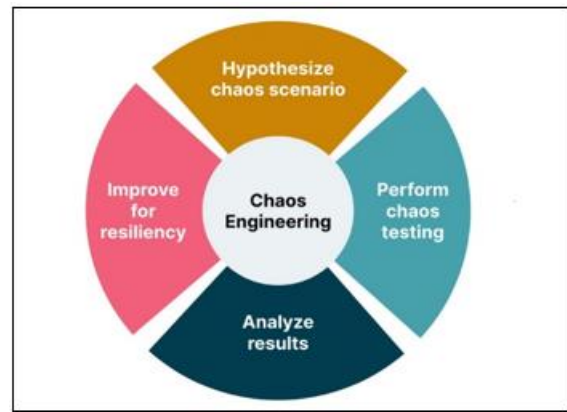 Hypothesize
chaos scenario
Improve
for
resiliency
Chaos
Engineering
Perform
chaos
testing
Analyze
results